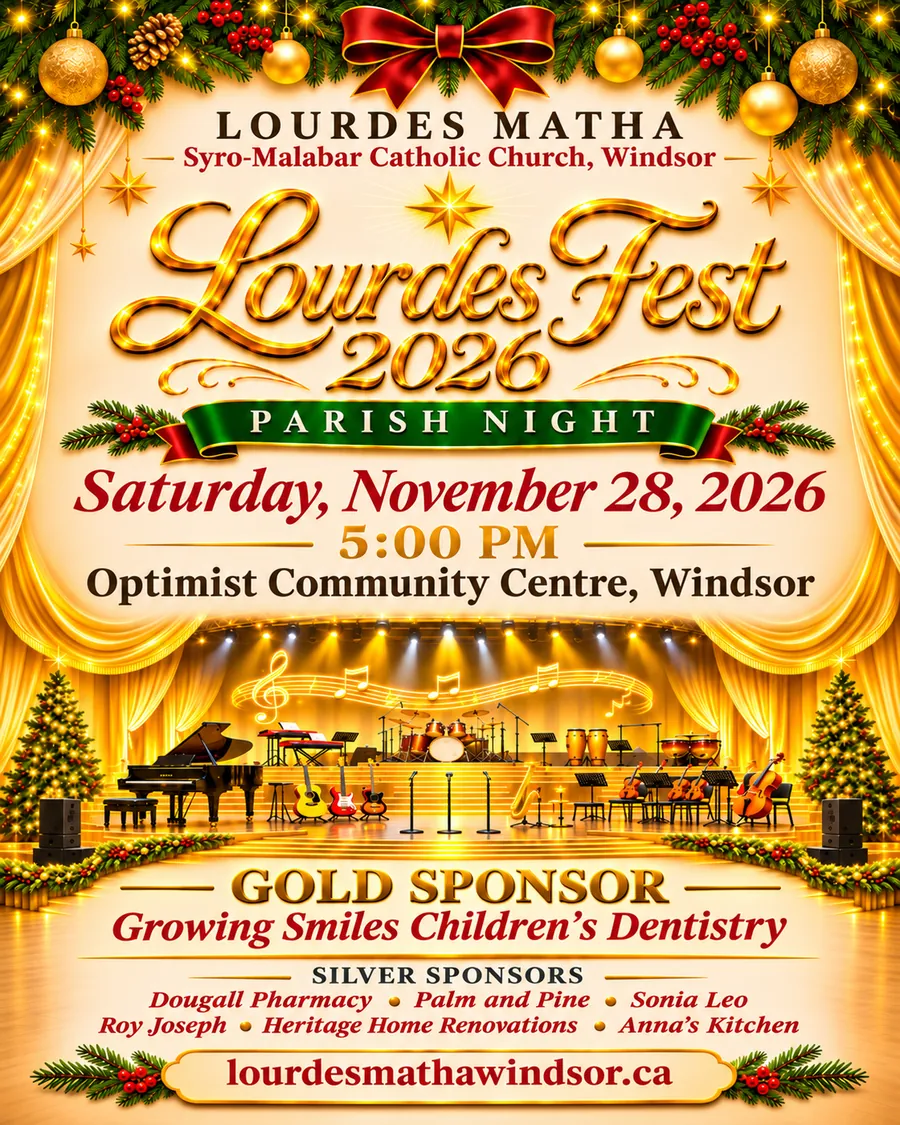 LOURDES MATHA
Syro-Malabar Catholic Church, Windsor
Lourdes Fest
2026
PARISH NIGHT
Saturday, November 28, 2026
5:00 PM
Optimist Community Centre, Windsor
GOLD SPONSOR
Growing Smiles Children's Dentistry
SILVER SPONSORS
Dougall Pharmacy • Palm and Pine • Sonia Leo
Roy Joseph • Heritage Home Renovations • Anna's Kitchen
lourdesmathawindsor.ca